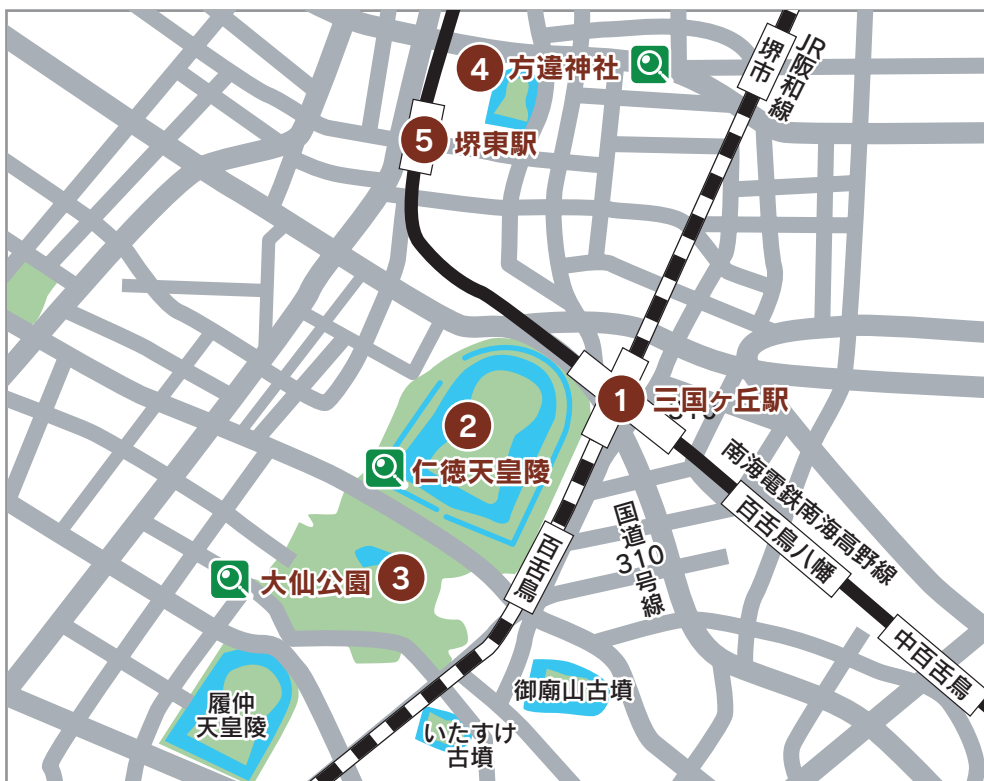 4 方違神社
堺市
JR阪和線
5 堺東駅
1 三国ヶ丘駅
2
仁徳天皇陵
南海電鉄南海高野線
百舌鳥八幡
国道310号線
百舌鳥
大仙公園 3
中百舌鳥
履仲
天皇陵
御廟山古墳
いたすけ
古墳